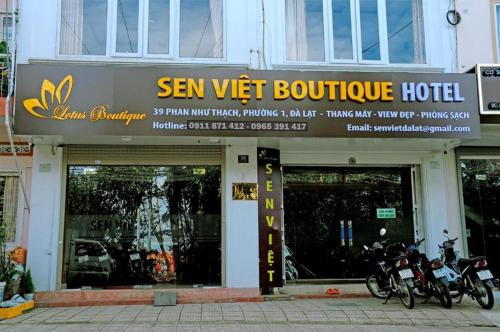 SEN VIỆT BOUTIQUE HOTEL
Lotus Boutique
39 PHAN NHƯ THẠCH, PHƯỜNG 1, ĐÀ LẠT - THANG MÁY - VIEW ĐẸP - PHÒNG SẠCH
Hotline: 0911 871 412 - 0965 391 417
Email: senvietdalat@gmail.com
39
SEN VIỆT